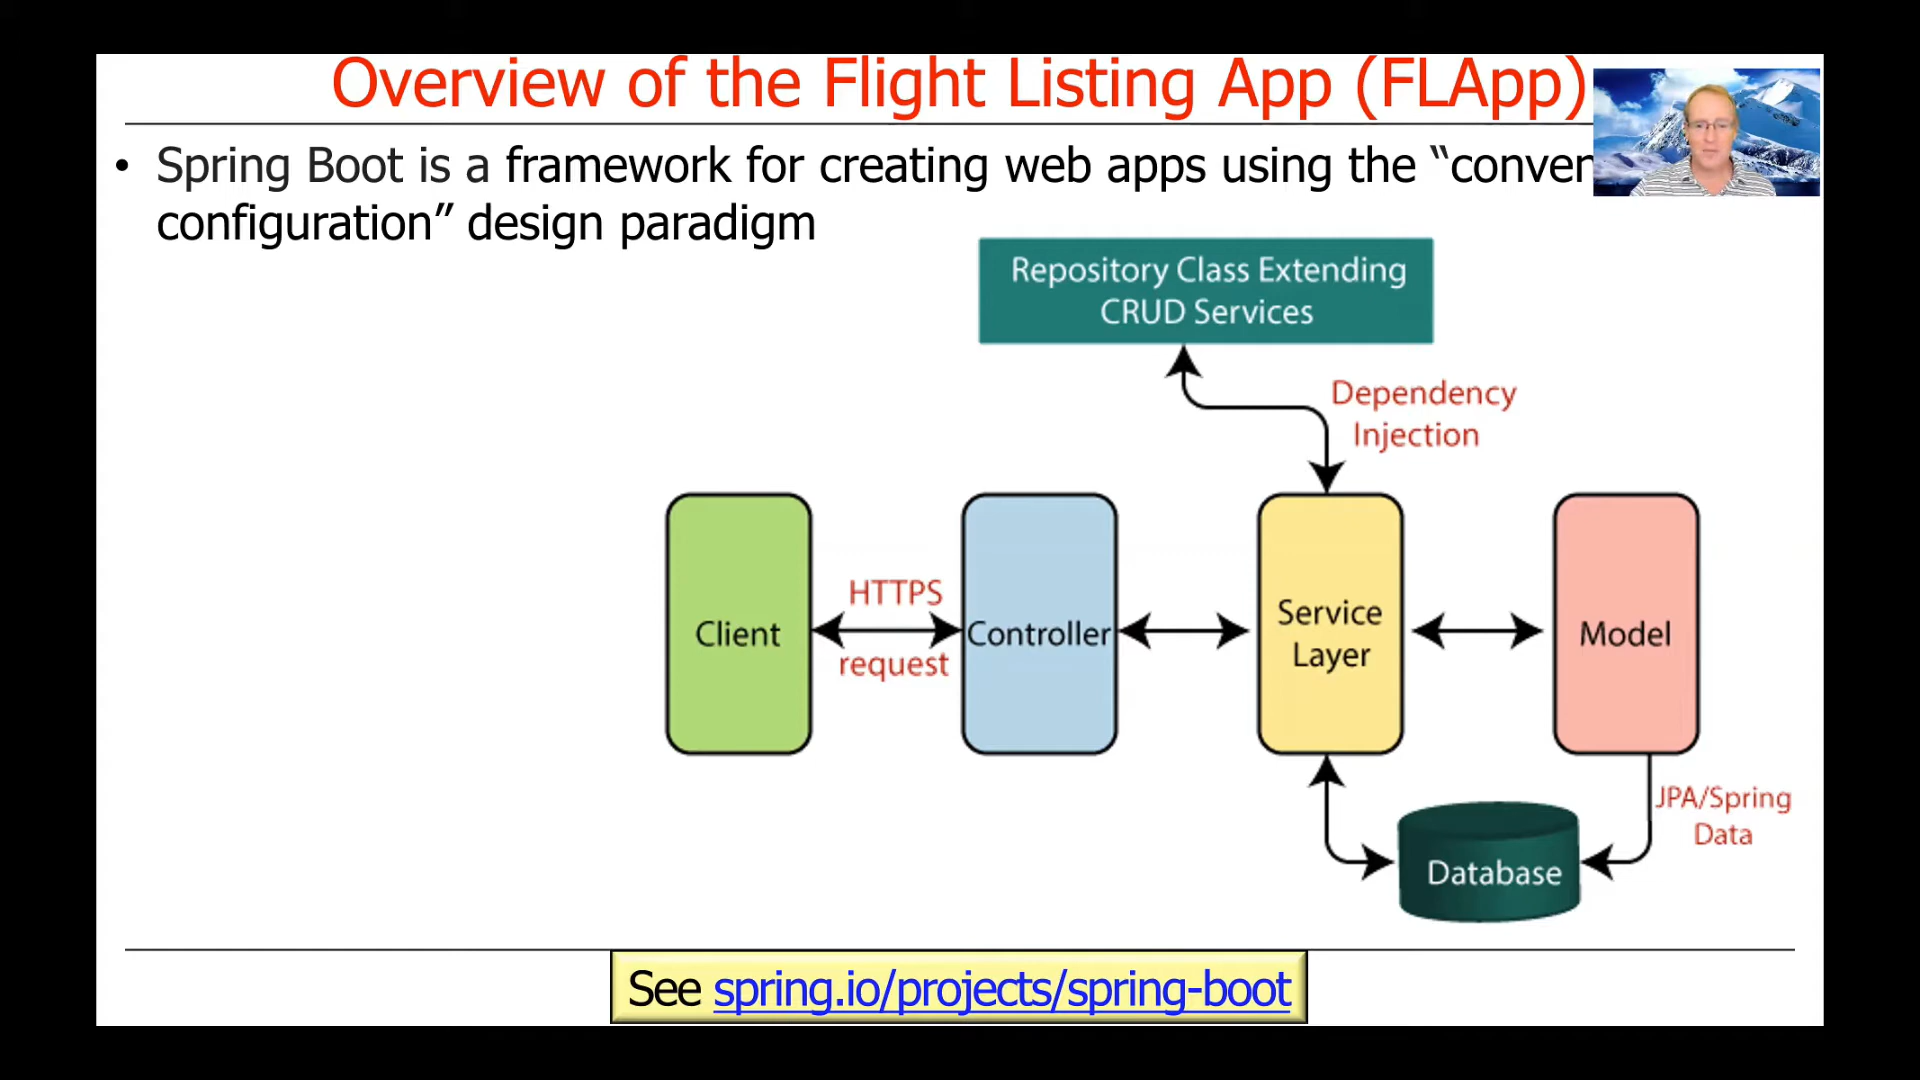 Overview of the Flight Listing App (FLApp)
• Spring Boot is a framework for creating web apps using the “conven
configuration” design paradigm
Repository Class Extending
CRUD Services
Dependency
Injection
HTTPS
request
Client
Controller
Service
Layer
Model
JPA/Spring
Data
Database
See spring.io/projects/spring-boot